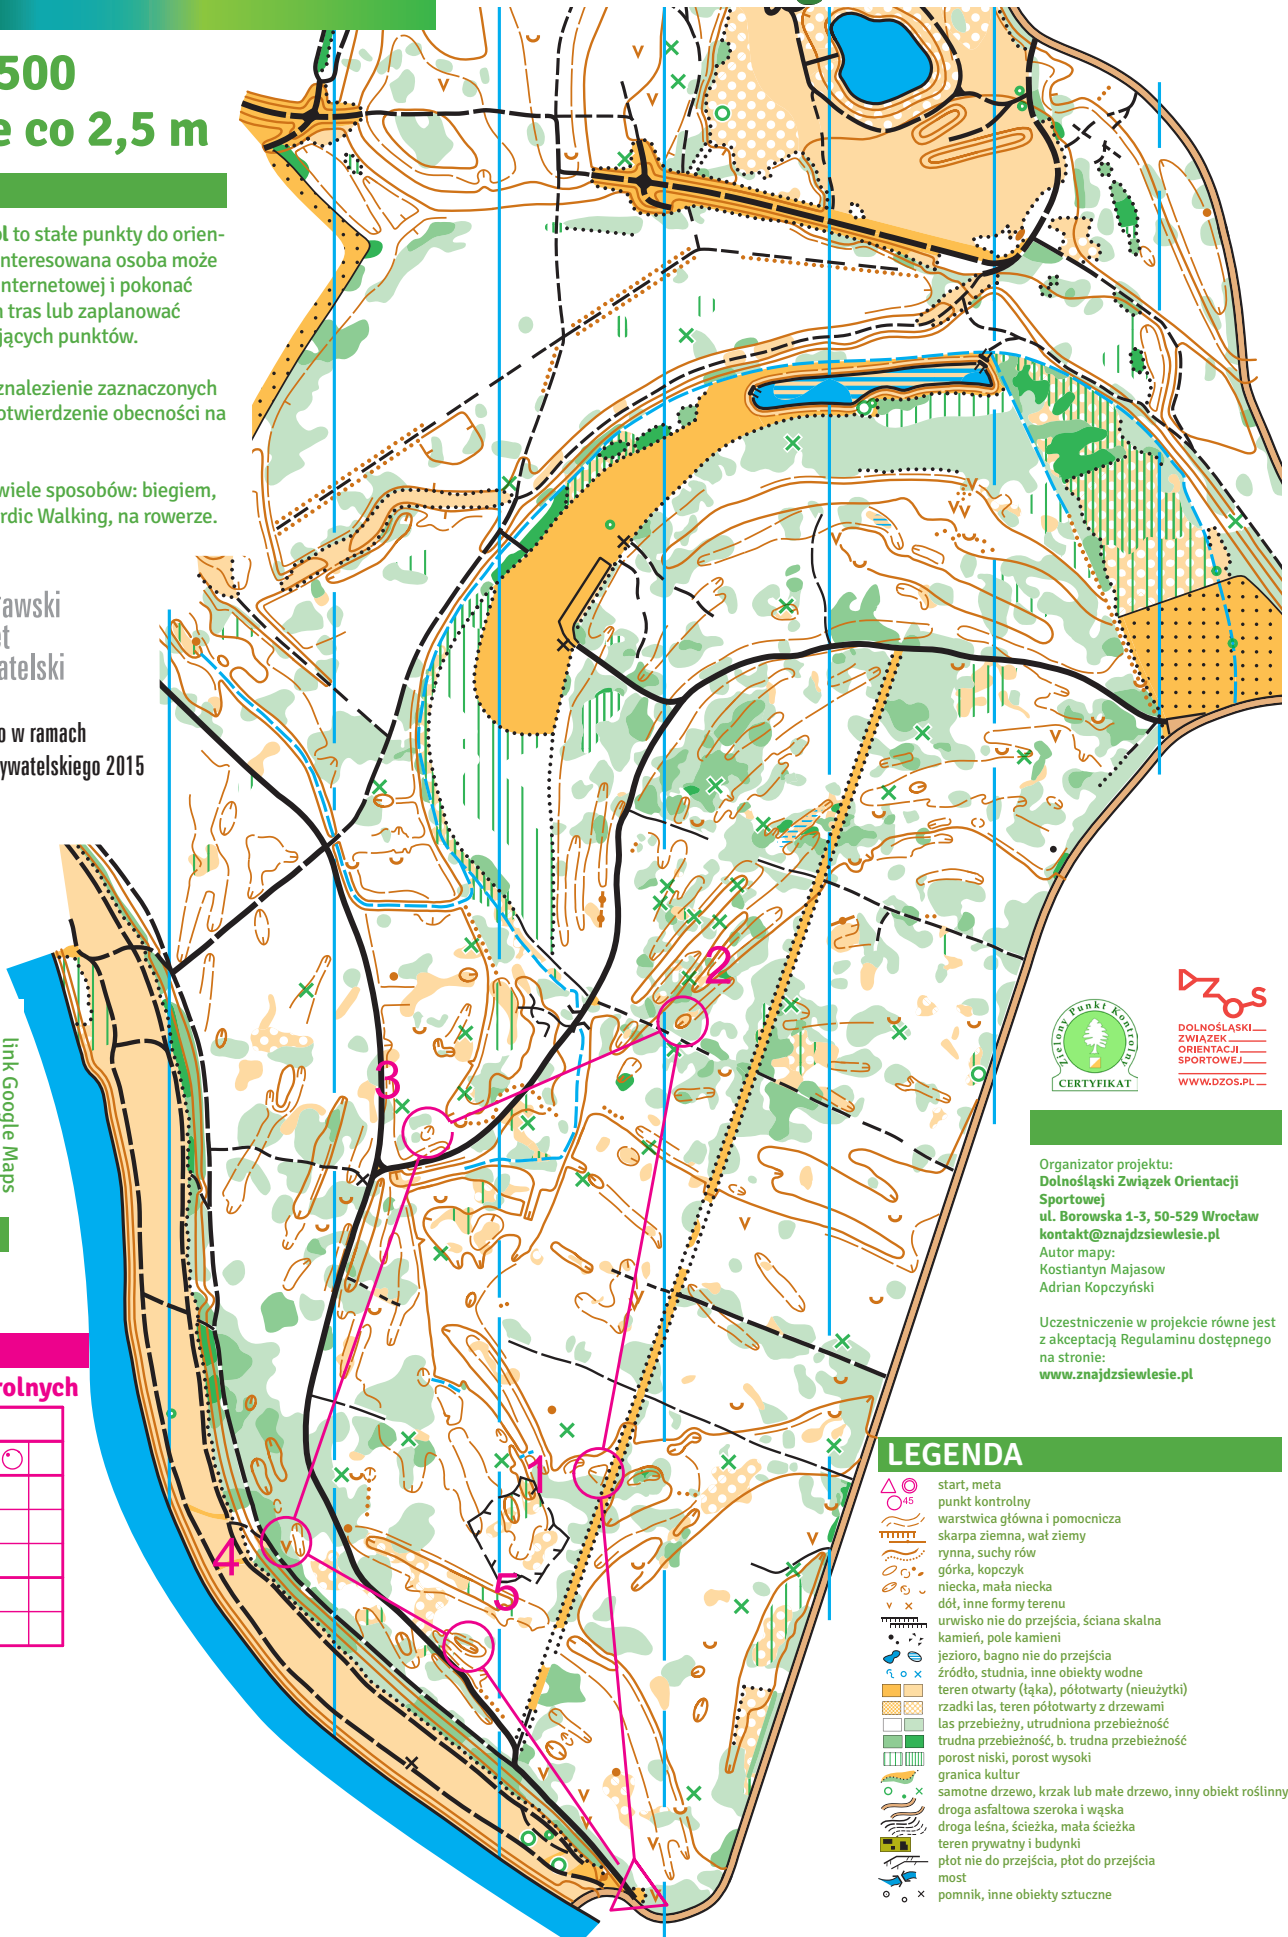 500
e co 2,5 m
ol to stałe punkty do orien-
interesowana osoba może
internetowej i pokonać
h tras lub zaplanować
ających punktów.
znalezienie zaznaczonych
otwierdzenie obecności na
wiele sposobów: biegiem,
rdic Walking, na rowerze.
awski
et
atelski
o w ramach
ywatelskiego 2015
link Google Maps
rolnych
1
2
3
4
5
Zielony Punkt Kontrolny
CERTYFIKAT
DZOS
DOLNOŚLĄSKI
ZWIĄZEK
ORIENTACJI
SPORTOWEJ
WWW.DZOS.PL
Organizator projektu:
Dolnośląski Związek Orientacji
Sportowej
ul. Borowska 1-3, 50-529 Wrocław
kontakt@znajdzsiewlesie.pl
Autor mapy:
Kostiantyn Majasow
Adrian Kopczyński
Uczestniczenie w projekcie równe jest
z akceptacją Regulaminu dostępnego
na stronie:
www.znajdzsiewlesie.pl
LEGENDA
start, meta
45 punkt kontrolny
warstwica główna i pomocnicza
skarpa ziemna, wał ziemy
rynna, suchy rów
górka, kopczyk
niecka, mała niecka
dół, inne formy terenu
urwisko nie do przejścia, ściana skalna
kamień, pole kamieni
jezioro, bagno nie do przejścia
źródło, studnia, inne obiekty wodne
teren otwarty (łąka), półotwarty (nieużytki)
rzadki las, teren półotwarty z drzewami
las przebieżny, utrudniona przebieżność
trudna przebieżność, b. trudna przebieżność
porost niski, porost wysoki
granica kultur
samotne drzewo, krzak lub małe drzewo, inny obiekt roślinny
droga asfaltowa szeroka i wąska
droga leśna, ścieżka, mała ścieżka
teren prywatny i budynki
płot nie do przejścia, płot do przejścia
most
pomnik, inne obiekty sztuczne